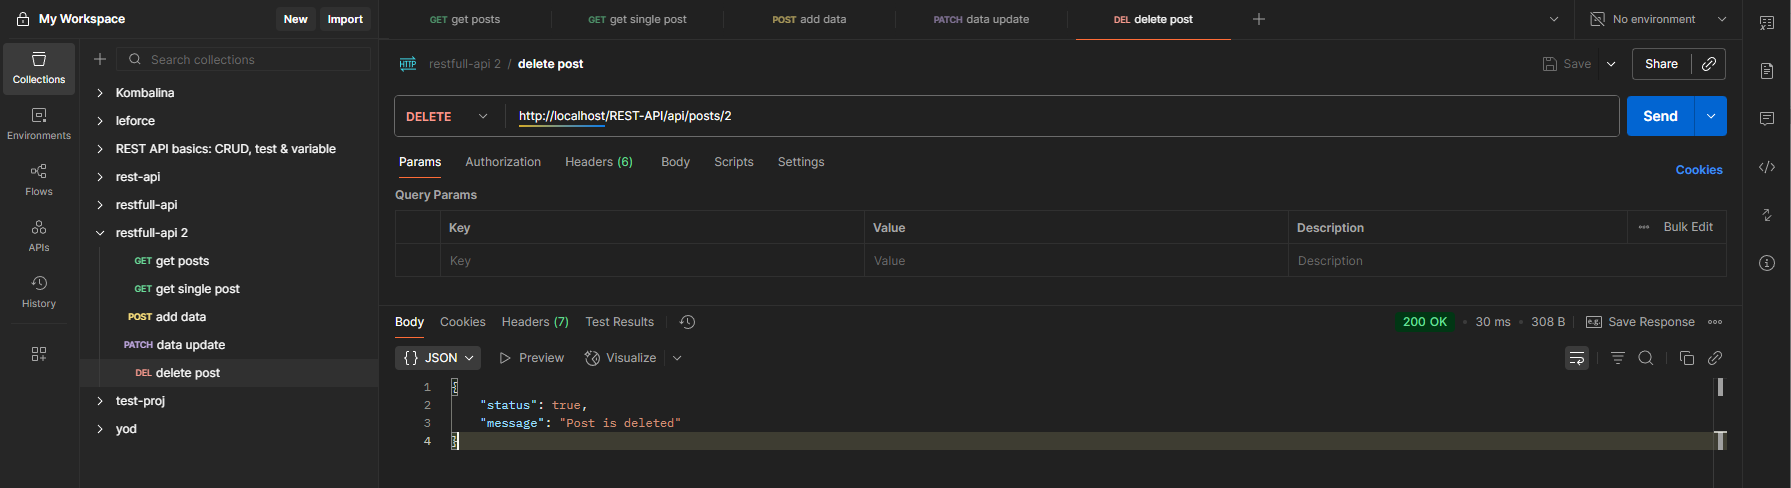 My Workspace
New
Import
GET get posts
GET get single post
POST add data
PATCH data update
DEL delete post
No environment
Collections
Environments
Flows
APIs
History
Search collections
Kombalina
leforce
REST API basics: CRUD, test & variable
rest-api
restfull-api
restfull-api 2
GET get posts
GET get single post
POST add data
PATCH data update
DEL delete post
test-proj
yod
HTTP restfull-api 2 / delete post
Save
Share
DELETE
http://localhost/REST-API/api/posts/2
Send
Params Authorization Headers (6) Body Scripts Settings
Cookies
Query Params
Key Value Description
Bulk Edit
Key Value Description
Body Cookies Headers (7) Test Results
200 OK • 30 ms • 308 B
e.g. Save Response
{} JSON
Preview
Visualize
1 {
2 "status": true,
3 "message": "Post is deleted"
4 }